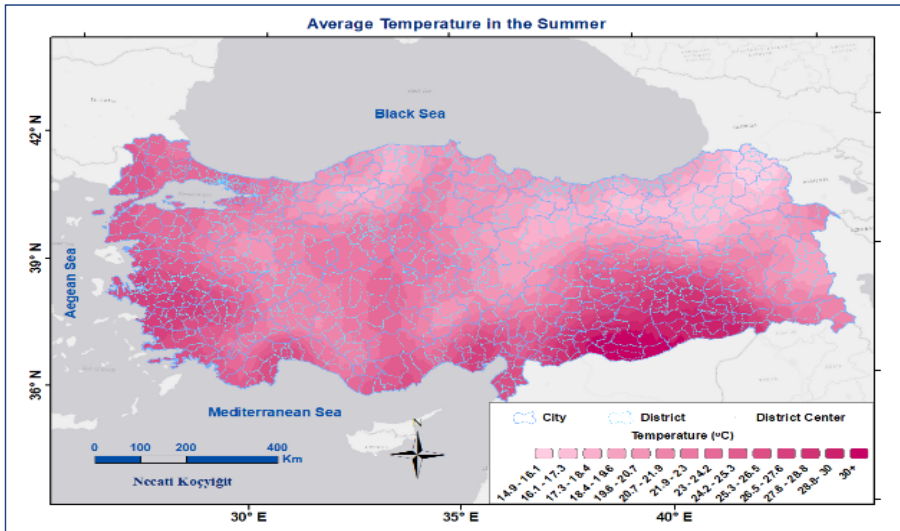 Average Temperature in the Summer
Black Sea
42° N
39° N
36° N
Aegean Sea
Mediterranean Sea
N
0 100 200 400
Km
Necati Koçyiğit
City District District Center
Temperature (°C)
14.9 - 16.1
16.1 - 17.3
17.3 - 18.4
18.4 - 19.6
19.6 - 20.7
20.7 - 21.9
21.9 - 2.3
23 - 24.2
24.2 - 25.3
25.3 - 26.5
26.5 - 27.6
27.6 - 28.8
28.8- 30
30+
30° E 35° E 40° E